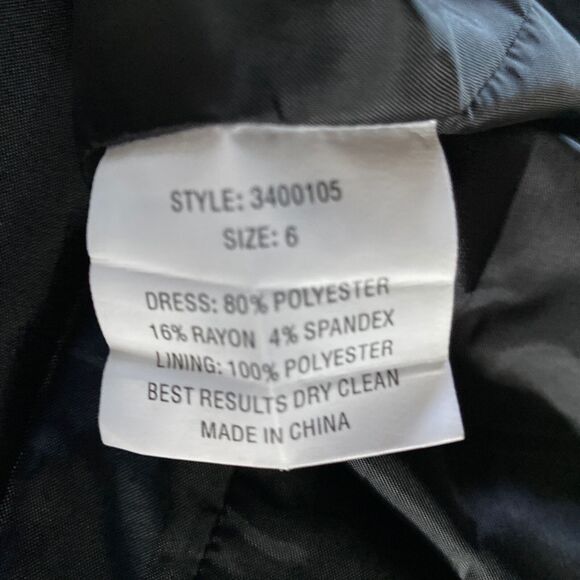 STYLE: 3400105
SIZE: 6
DRESS: 80% POLYESTER
16% RAYON 4% SPANDEX
LINING: 100% POLYESTER
BEST RESULTS DRY CLEAN
MADE IN CHINA